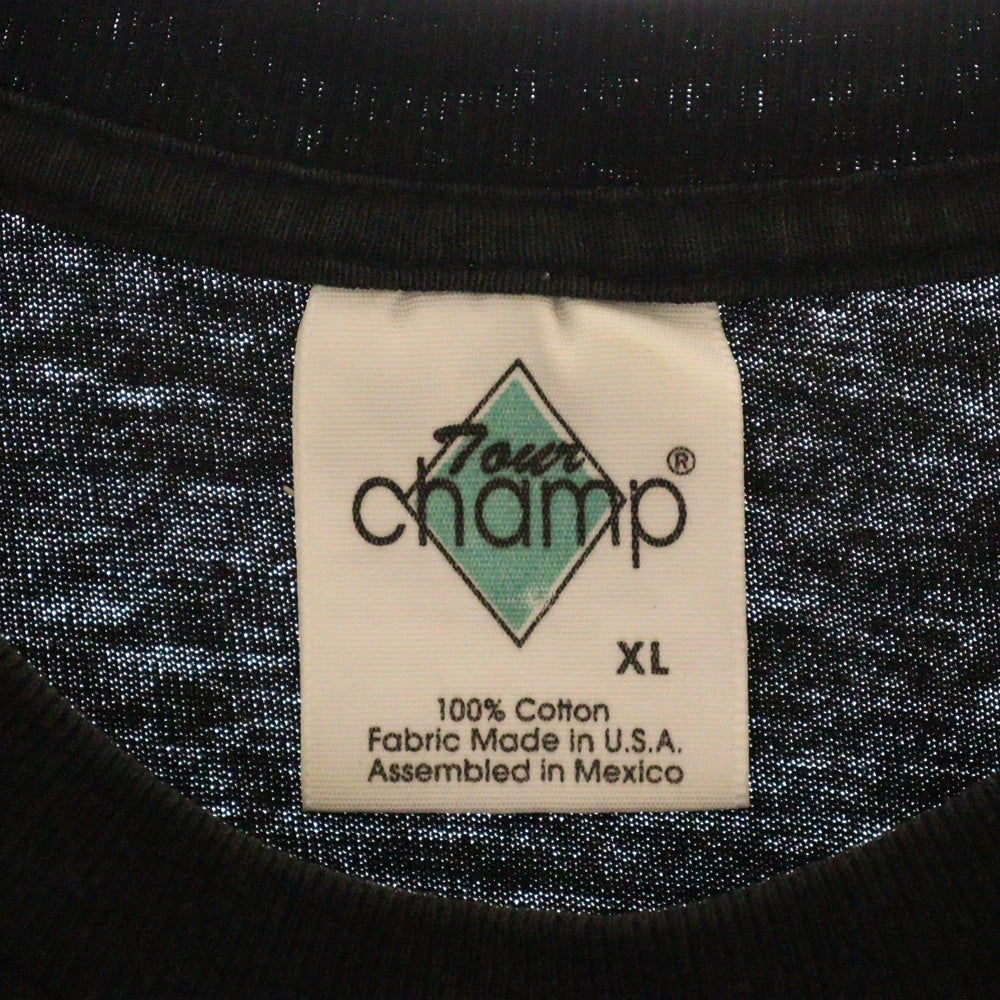 Tour
champ®
XL
100% Cotton
Fabric Made in U.S.A.
Assembled in Mexico